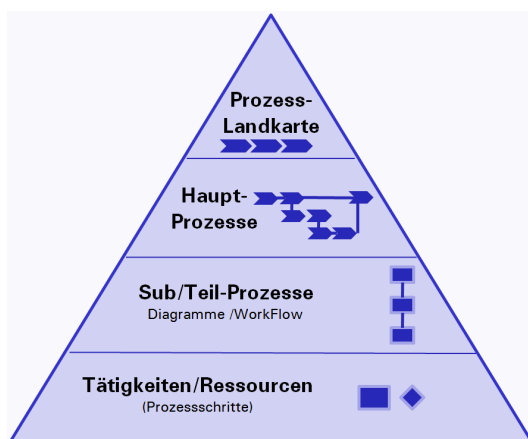 Prozess-
Landkarte
Haupt-
Prozesse
Sub/Teil-Prozesse
Diagramme /WorkFlow
Tätigkeiten/Ressourcen
(Prozessschritte)